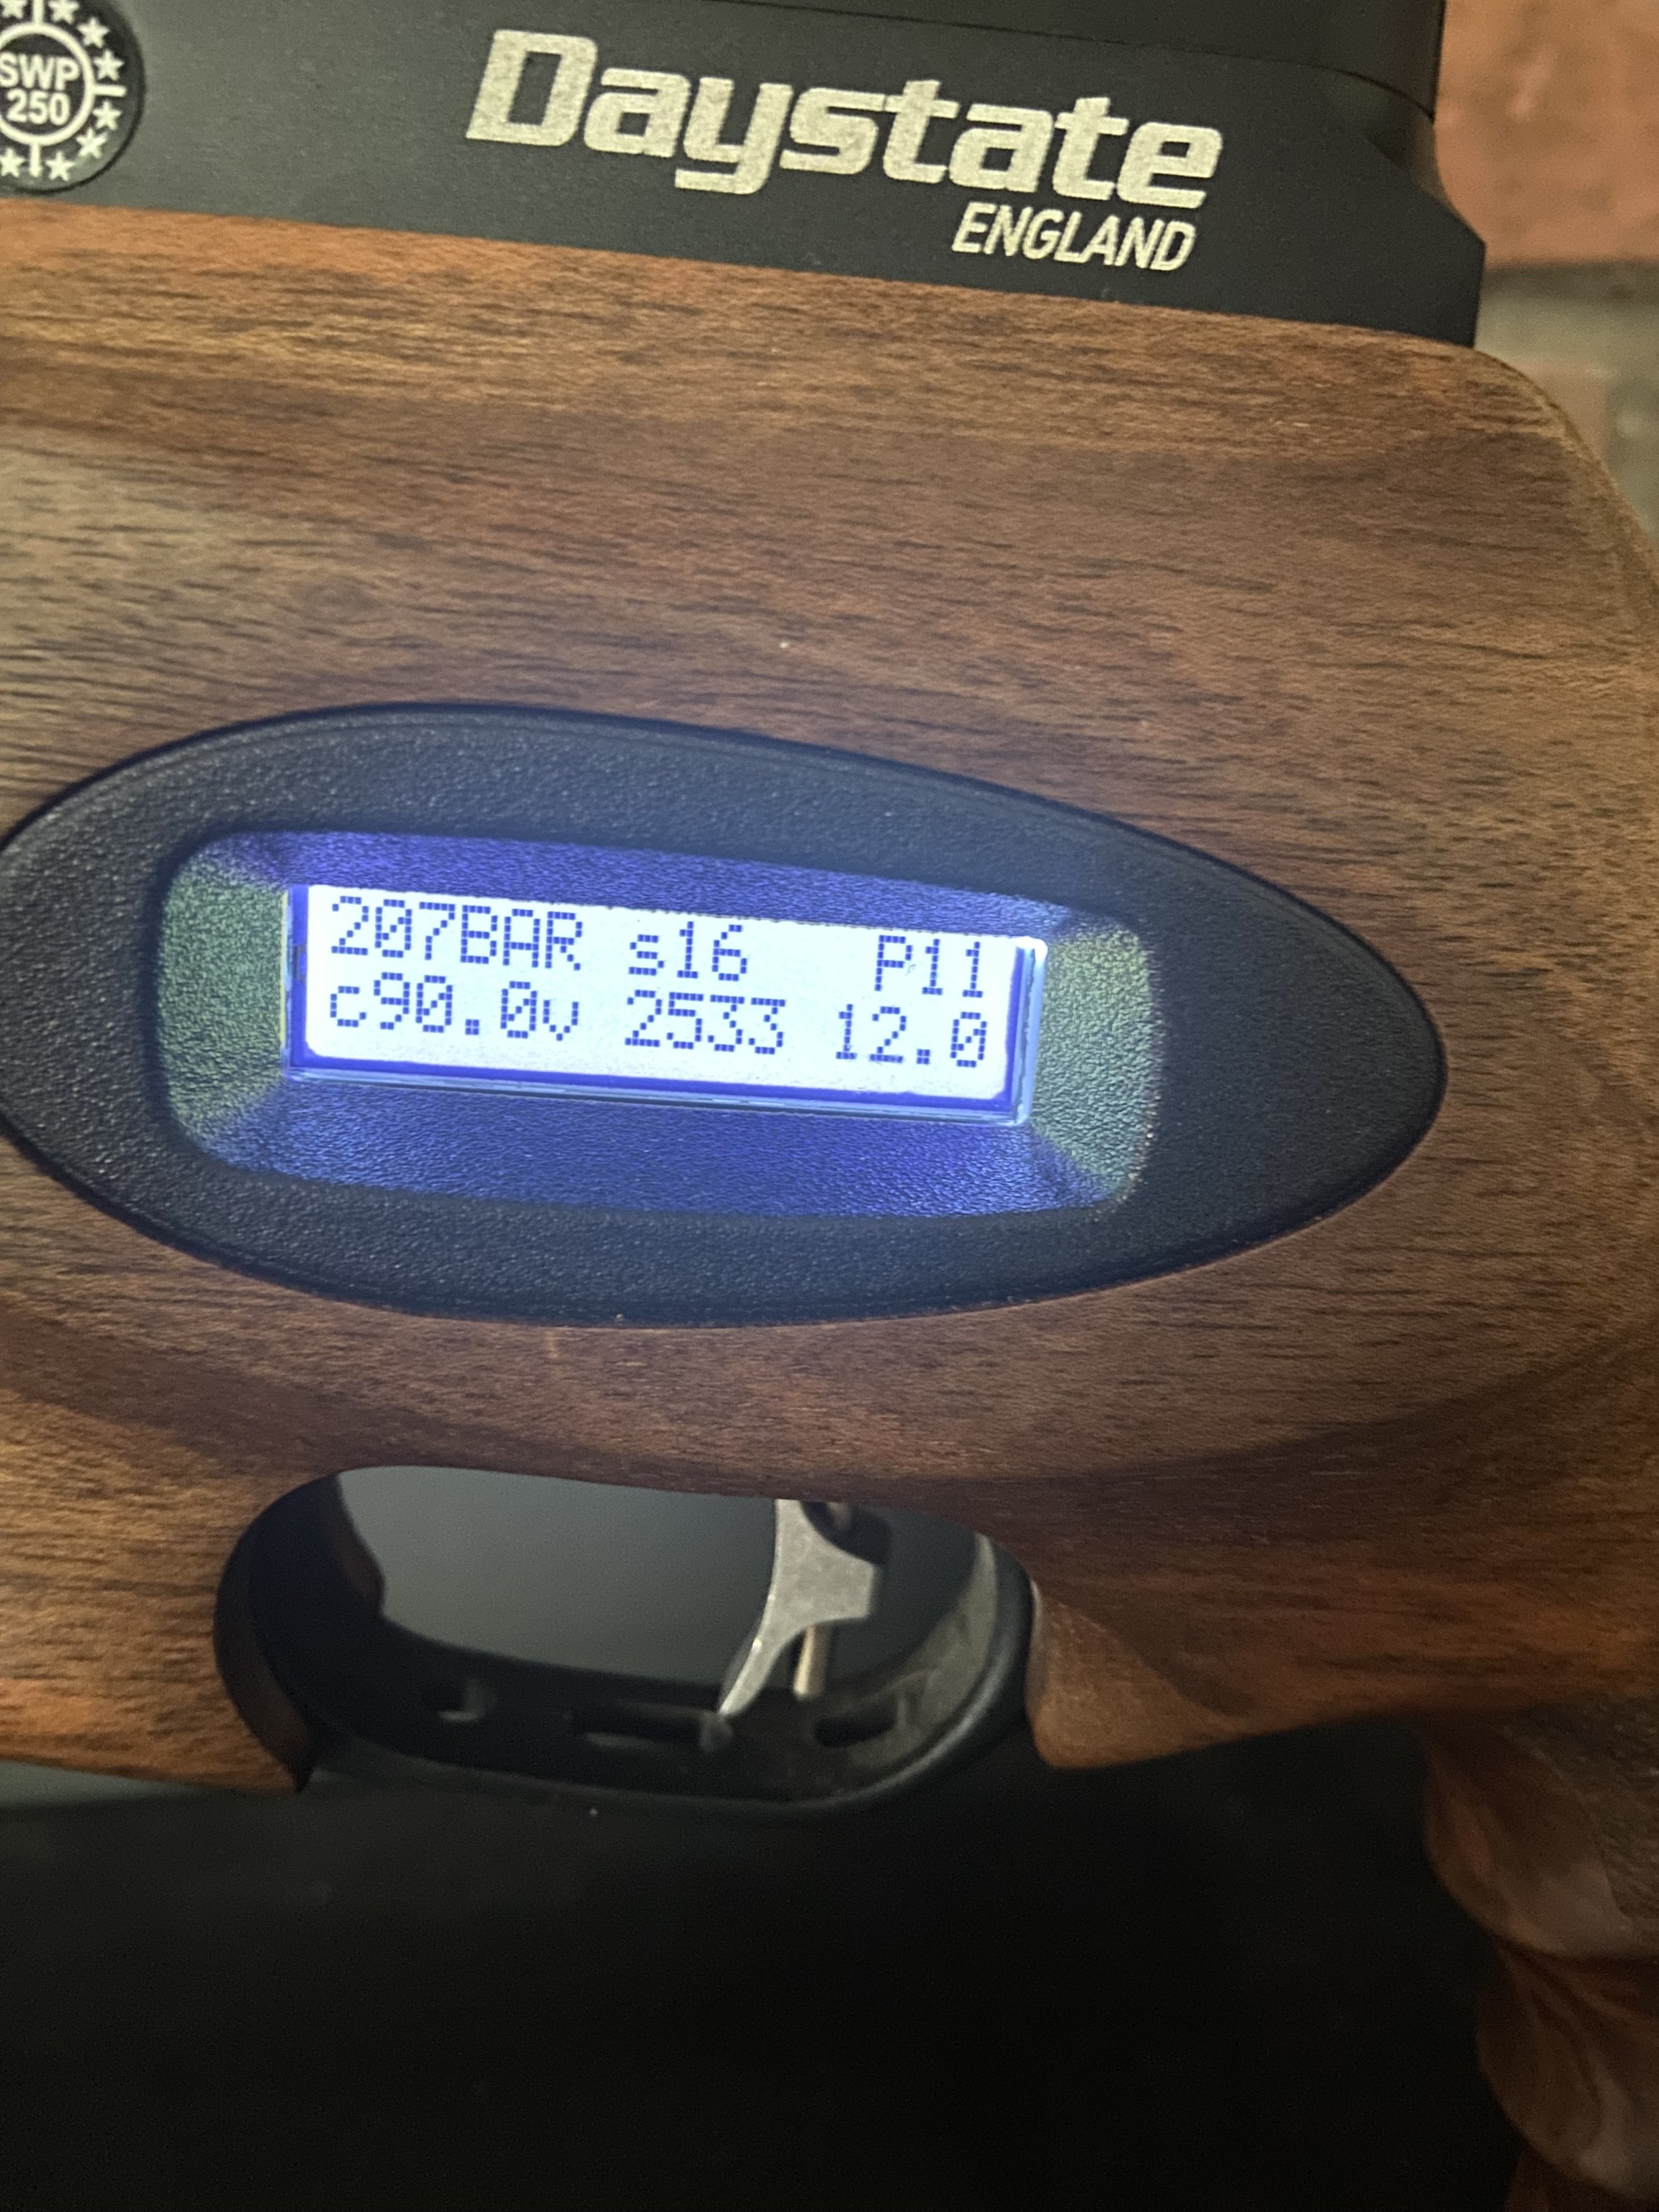 SWP
250
Daystate
ENGLAND
207BAR s16 P11
c90.0v 2533 12.0